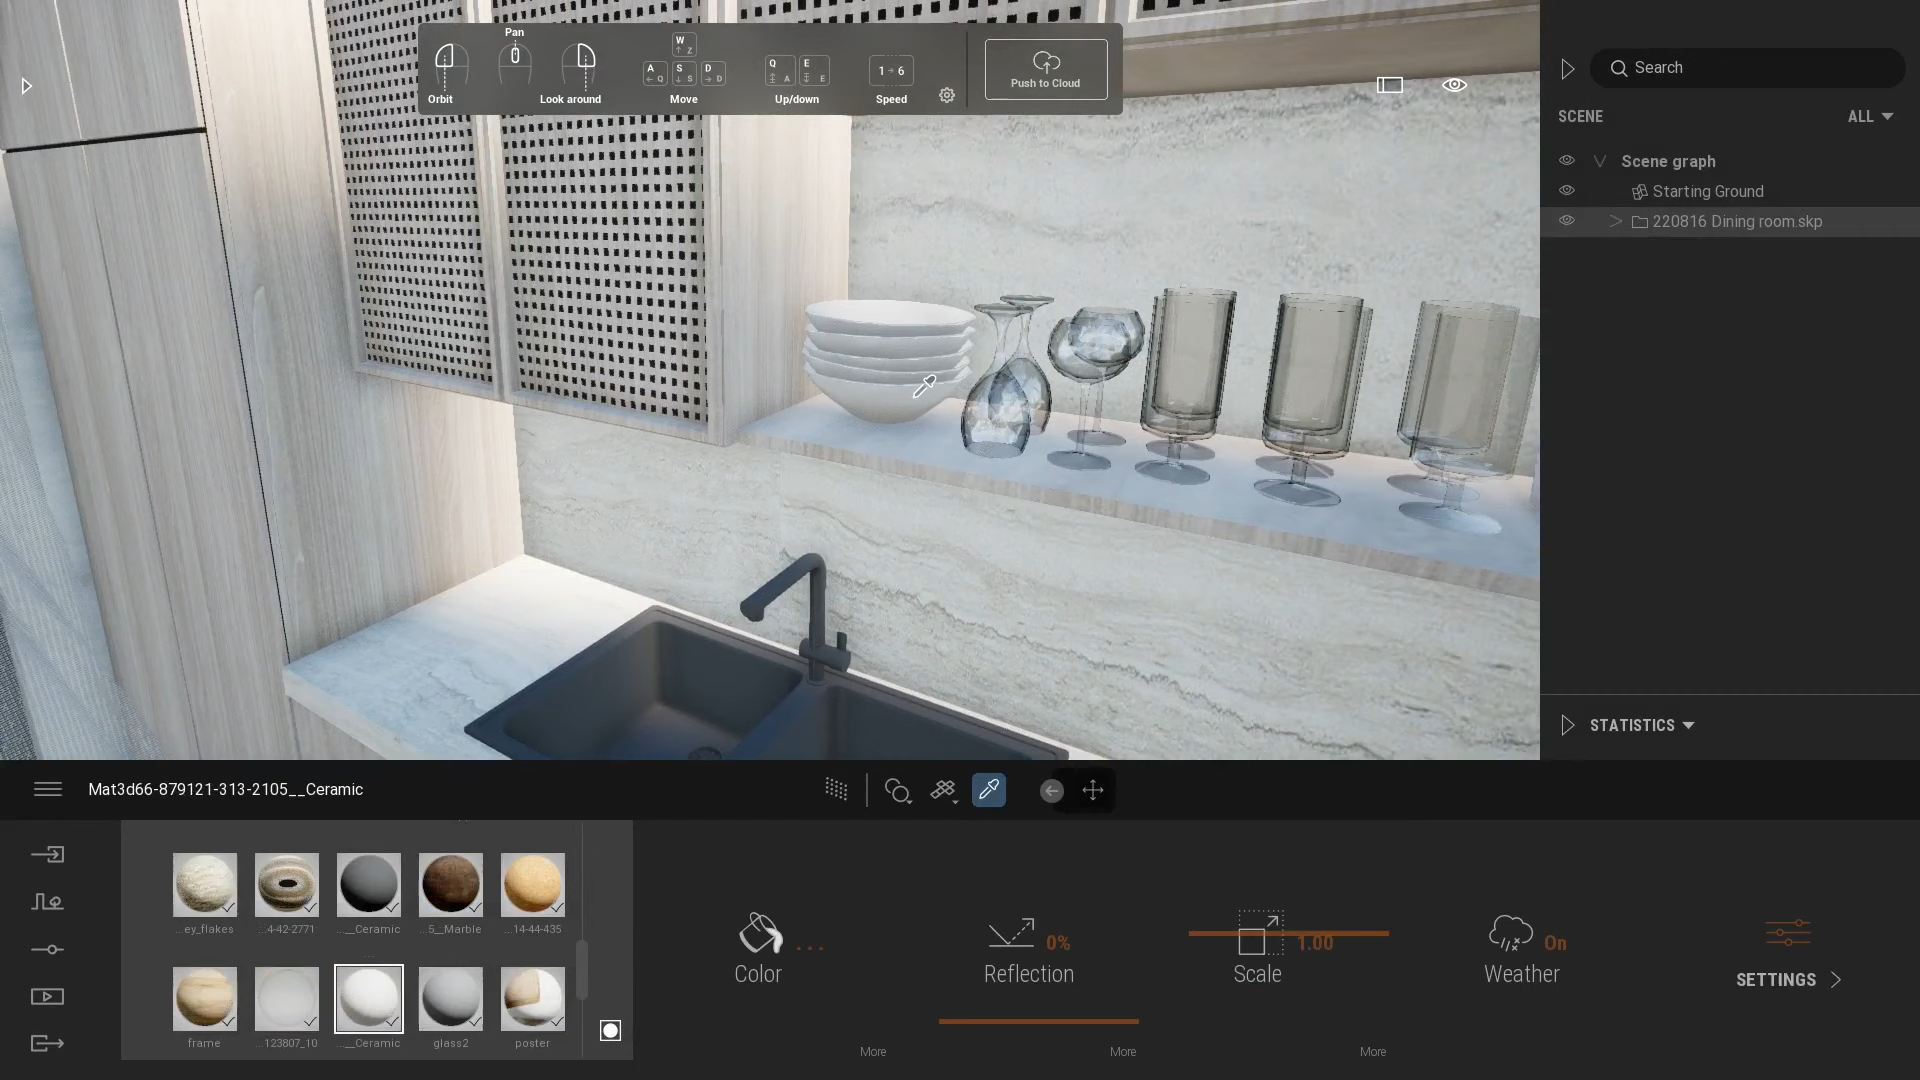 Pan
W
Z
A
Q
S
S
D
D
Q
A
E
E
1 6
Orbit
Look around
Move
Up/down
Speed
Push to Cloud
Search
SCENE
ALL
Scene graph
Starting Ground
220816 Dining room.skp
STATISTICS
Mat3d66-879121-313-2105__Ceramic
...ey_flakes
...4-42-2771
...__Ceramic
...5__Marble
...14-44-435
frame
...123807_10
...__Ceramic
glass2
poster
Color ...
Reflection 0%
Scale 1.00
Weather On
SETTINGS
More
More
More